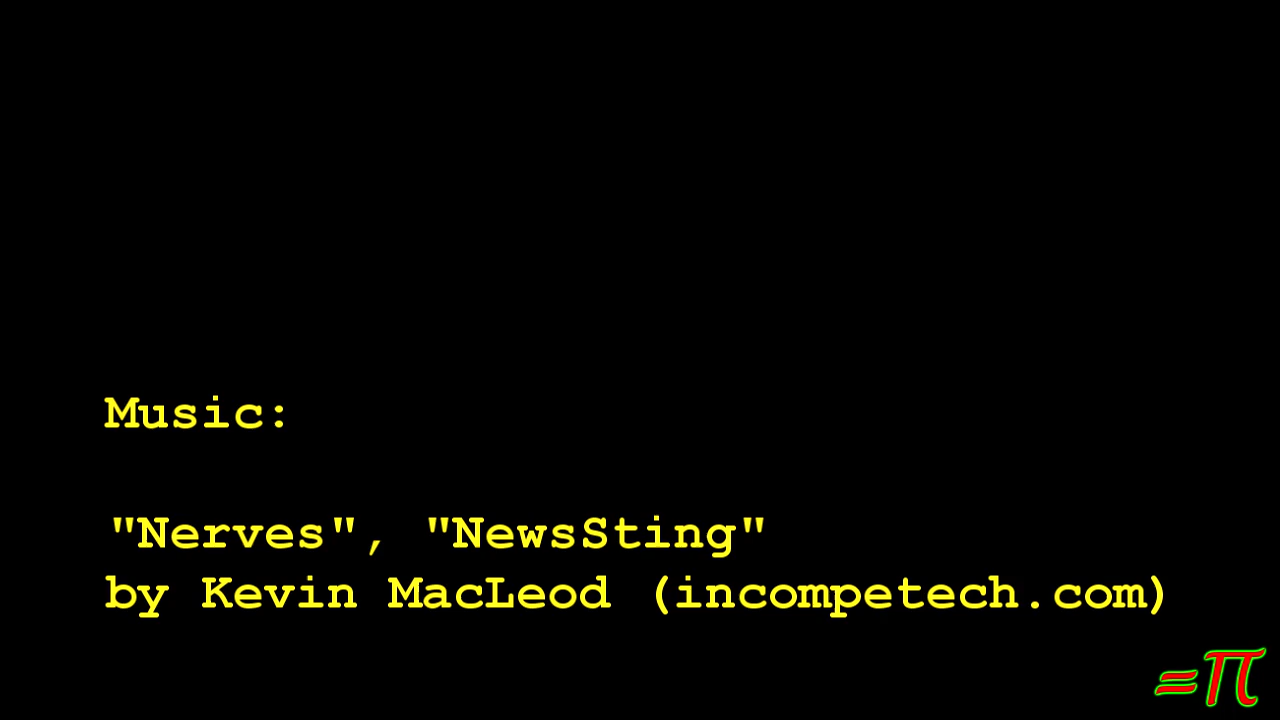 Music:
"Nerves", "NewsSting"
by Kevin MacLeod (incompetech.com)
=π